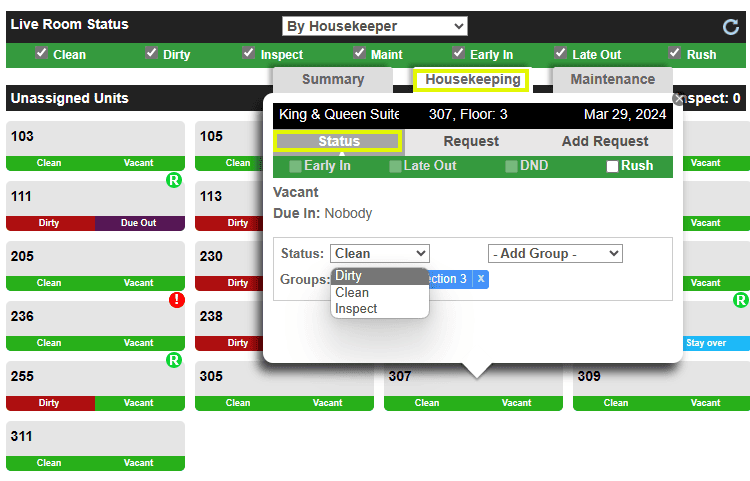 Live Room Status
By Housekeeper
Clean Dirty Inspect Maint Early In Late Out Rush
Summary Housekeeping Maintenance
Unassigned Units
nspect: 0
King & Queen Suite 307, Floor: 3 Mar 29, 2024
Status Request Add Request
Early In Late Out DND Rush
Vacant
Due In: Nobody
Status: Clean - Add Group -
Groups: ection 3 x
Dirty
Clean
Inspect
103 105
Clean Vacant Clean Vacant
R
111 113
Dirty Due Out Dirty Vacant
205 230
Clean Vacant Dirty Vacant
! R
236 238
Clean Vacant Dirty Stay over
R
255 305 307 309
Dirty Vacant Clean Vacant Clean Vacant Clean Vacant
311
Clean Vacant